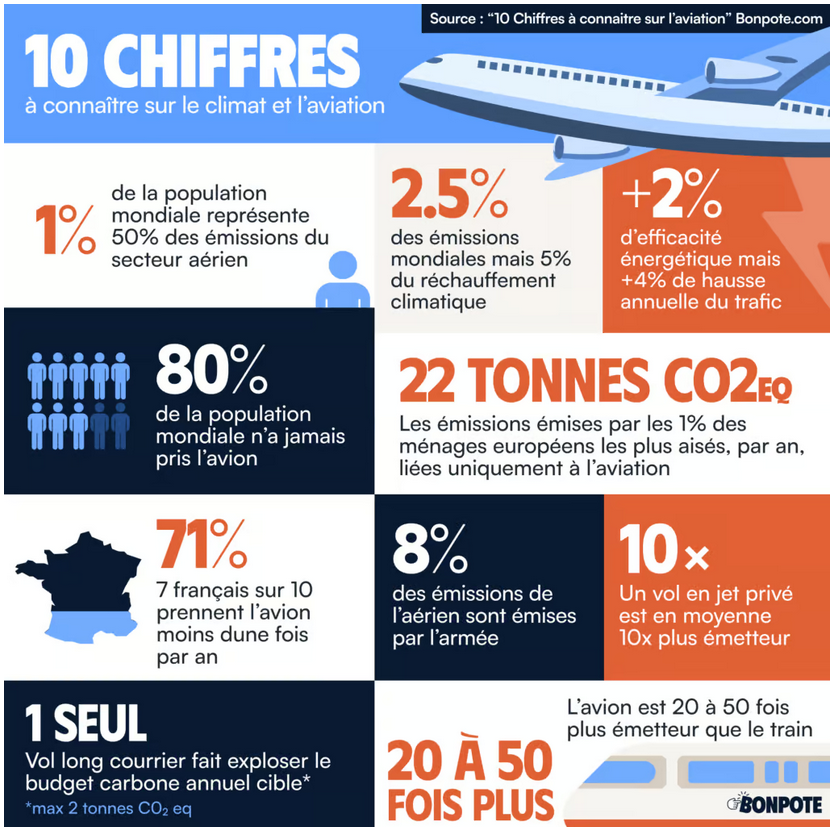 Source : “10 Chiffres à connaitre sur l’aviation” Bonpote.com
10 CHIFFRES
à connaître sur le climat et l’aviation
1%
de la population
mondiale représente
50% des émissions du
secteur aérien
2.5%
des émissions
mondiales mais 5%
du réchauffement
climatique
+2%
d’efficacité
énergétique mais
+4% de hausse
annuelle du trafic
80%
de la population
mondiale n’a jamais
pris l’avion
22 TONNES CO2EQ
Les émissions émises par les 1% des
ménages européens les plus aisés, par an,
liées uniquement à l’aviation
71%
7 français sur 10
prennent l’avion
moins dune fois
par an
8%
des émissions de
l’aérien sont émises
par l’armée
10x
Un vol en jet privé
est en moyenne
10x plus émetteur
1 SEUL
Vol long courrier fait exploser le
budget carbone annuel cible*
*max 2 tonnes CO₂ eq
20 À 50
FOIS PLUS
L’avion est 20 à 50 fois
plus émetteur que le train
BONPOTE